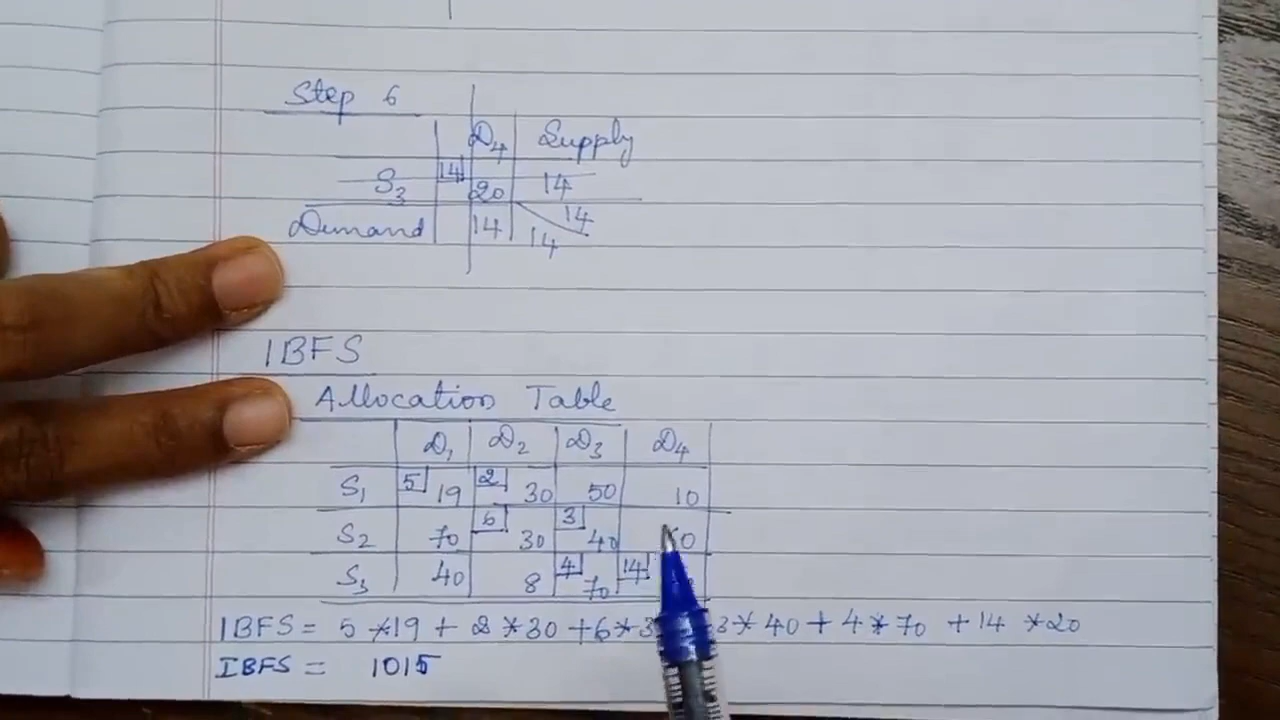 Step 6
D4 Supply
14
S3 20 14
Demand 14 14
14
IBFS
Allocation Table
D1 D2 D3 D4
S1 5 19 2 30 50 10
S2 70 6 30 3 40
S3 40 8 4 70 14
IBFS = 5 *19 + 2 *30 + 6 * 3* 40 + 4 * 70 + 14 * 20
IBFS = 1015